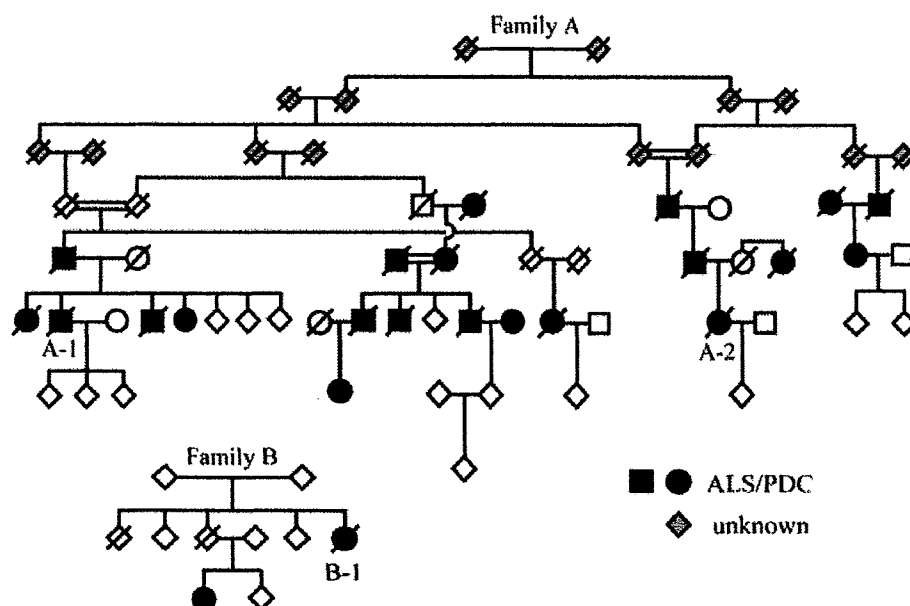 Family A
A-1
A-2
Family B
ALS/PDC
unknown
B-1